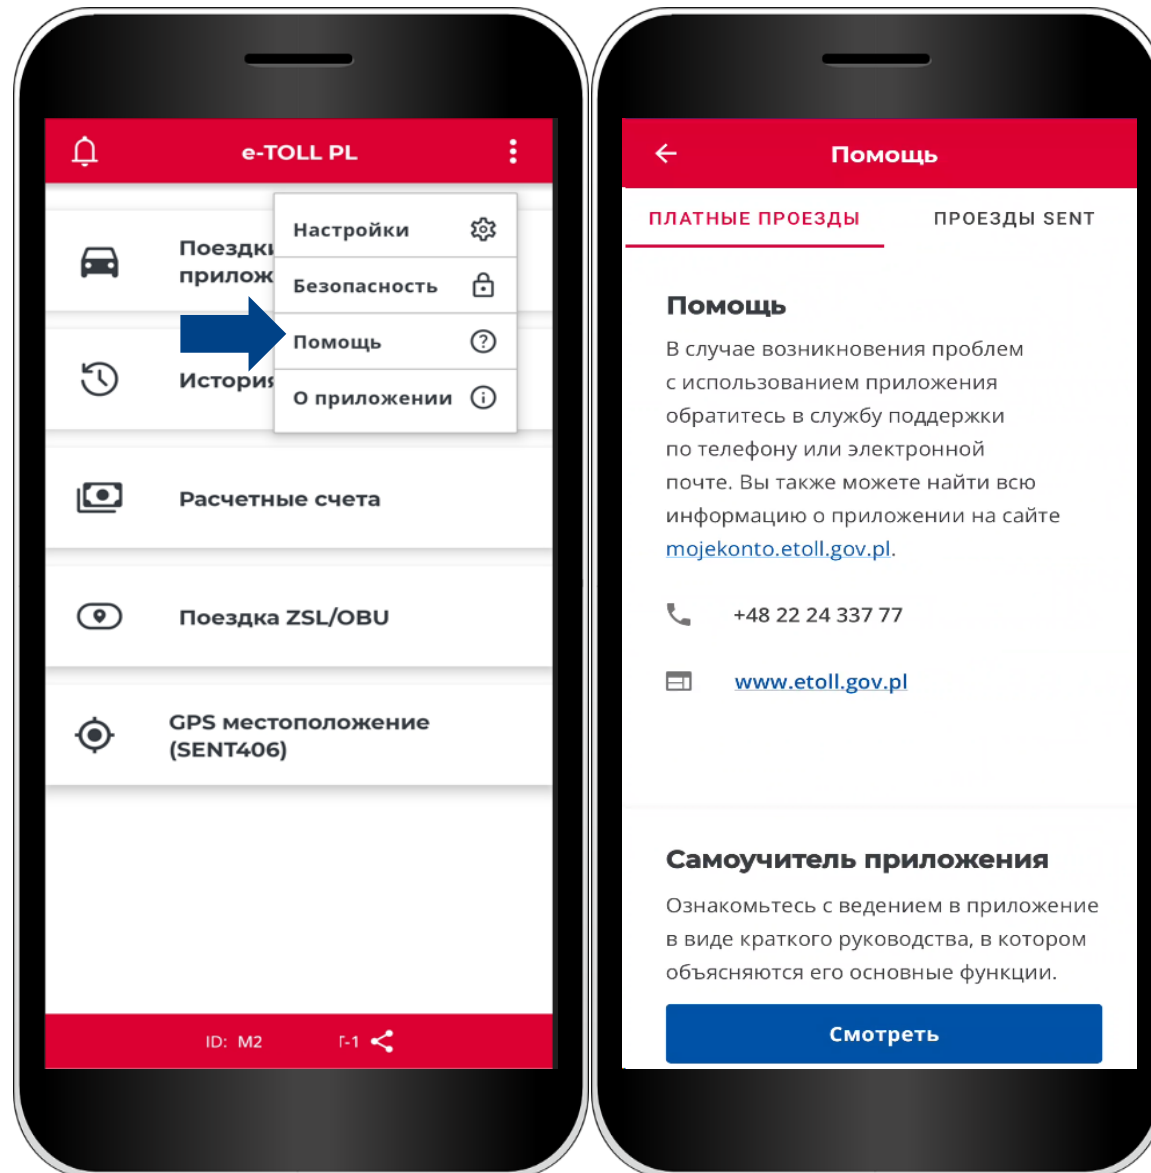 e-TOLL PL
Настройки
Безопасность
Помощь
О приложении
История
Расчетные счета
Поездка ZSL/OBU
GPS местоположение
(SENT406)
ID: M2
-1
Помощь
ПЛАТНЫЕ ПРОЕЗДЫ
ПРОЕЗДЫ SENT
Помощь
В случае возникновения проблем
с использованием приложения
обратитесь в службу поддержки
по телефону или электронной
почте. Вы также можете найти всю
информацию о приложении на сайте
mojekonto.etoll.gov.pl.
+48 22 24 337 77
www.etoll.gov.pl
Самоучитель приложения
Ознакомьтесь с ведением в приложение
в виде краткого руководства, в котором
объясняются его основные функции.
Смотреть